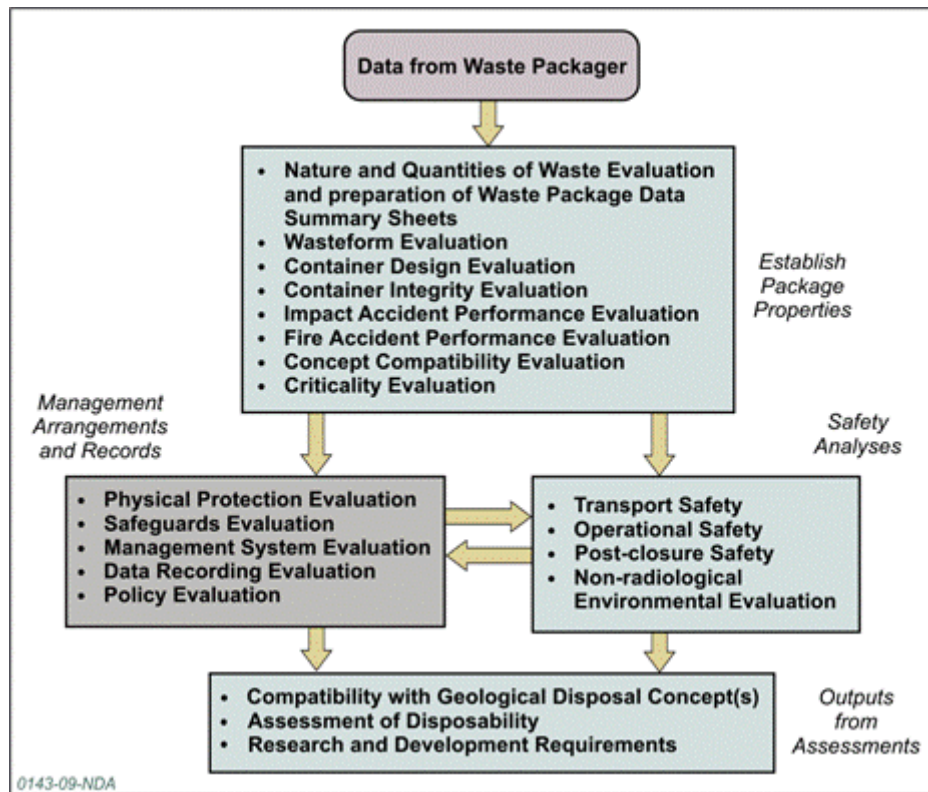 Data from Waste Packager
• Nature and Quantities of Waste Evaluation
and preparation of Waste Package Data
Summary Sheets
• Wasteform Evaluation
• Container Design Evaluation
• Container Integrity Evaluation
• Impact Accident Performance Evaluation
• Fire Accident Performance Evaluation
• Concept Compatibility Evaluation
• Criticality Evaluation
Establish
Package
Properties
Management
Arrangements
and Records
Safety
Analyses
• Physical Protection Evaluation
• Safeguards Evaluation
• Management System Evaluation
• Data Recording Evaluation
• Policy Evaluation
• Transport Safety
• Operational Safety
• Post-closure Safety
• Non-radiological
Environmental Evaluation
• Compatibility with Geological Disposal Concept(s)
• Assessment of Disposability
• Research and Development Requirements
Outputs
from
Assessments
0143-09-NDA